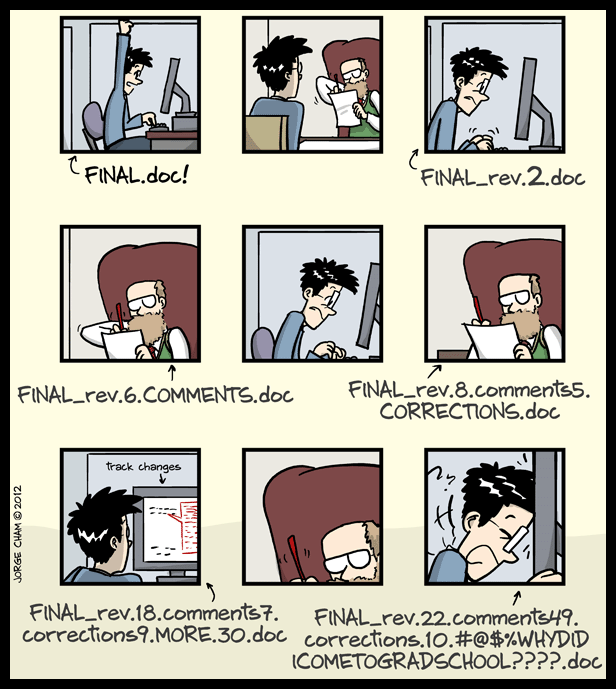 FINAL.doc!
FINAL_rev.2.doc
FINAL_rev.6.COMMENTS.doc
FINAL_rev.8.comments5.
CORRECTIONS.doc
track changes
FINAL_rev.18.comments7.
corrections9.MORE.30.doc
FINAL_rev.22.comments49.
corrections.10.#@$%WHYDID
ICOMETOGRADSCHOOL????.doc
JORGE CHAM © 2012